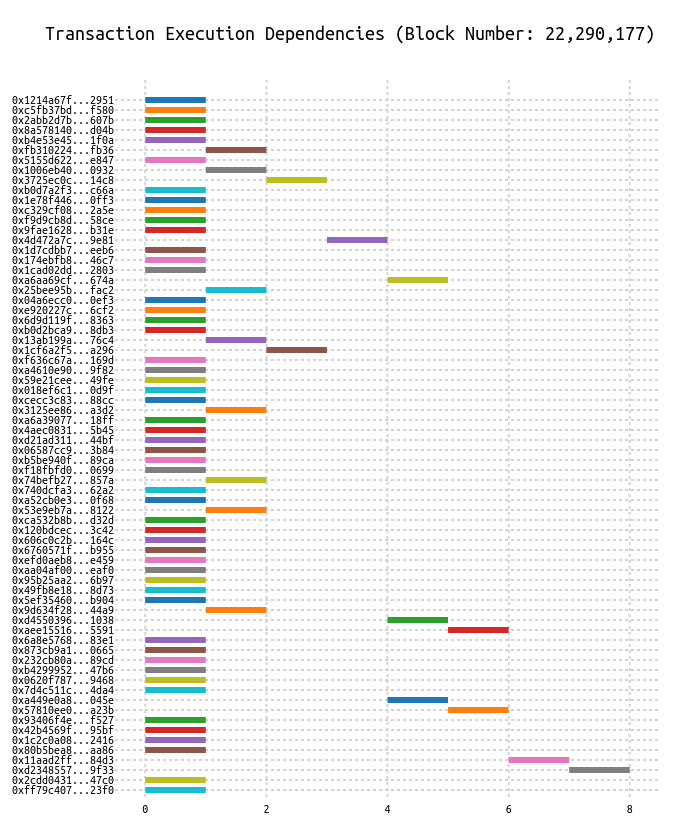 Transaction Execution Dependencies (Block Number: 22,290,177)
0x1214a67f...2951
0xc5fb37bd...f580
0x2abb2d7b...607b
0x8a578140...d04b
0xb4e53e45...1f0a
0xfb310224...fb36
0x5155d622...e847
0x1006eb40...0932
0x3725ec0c...14c8
0xb0d7a2f3...c66a
0x1e78f446...0ff3
0xc329cf08...2a5e
0xf9d9cb8d...58ce
0x9fae1628...b31e
0x4d472a7c...9e81
0x1d7cdbb7...eeb6
0x174ebfb8...46c7
0x1cad02dd...2803
0xa6aa69cf...674a
0x25bee95b...fac2
0x04a6ecc0...0ef3
0xe920227c...6cf2
0x6d9d119f...8363
0xb0d2bca9...8db3
0x13ab199a...76c4
0x1cf6a2f5...a296
0xf636c67a...169d
0xa4610e90...9f82
0x59e21cee...49fe
0x018ef6c1...0d9f
0xcecc3c83...88cc
0x3125ee86...a3d2
0xa6a39077...18ff
0x4aec0831...5b45
0xd21ad311...44bf
0x06587cc9...3b84
0xb5be940f...89ca
0xf18fbfd0...0699
0x74befb27...857a
0x740dcfa3...62a2
0xa52cb0e3...0f68
0x53e9eb7a...8122
0xca532b8b...d32d
0x120bdcec...3c42
0x606c0c2b...164c
0x6760571f...b955
0xefd0aeb8...e459
0xaa04af00...eaf0
0x95b25aa2...6b97
0x49fb8e18...8d73
0x5ef35460...b904
0x9d634f28...44a9
0xd4550396...1038
0xaee15516...5591
0x6a8e5768...83e1
0x873cb9a1...0665
0x232cb80a...89cd
0xb4299952...47b6
0x0620f787...9468
0x7d4c511c...4da4
0xa449e0a8...045e
0x57810ee0...a23b
0x93406f4e...f527
0x42b4569f...95bf
0x1c2c0a08...2416
0x80b5bea8...aa86
0x11aad2ff...84d3
0xd2348557...9f33
0x2cdd0431...47c0
0xff79c407...23f0
0 2 4 6 8